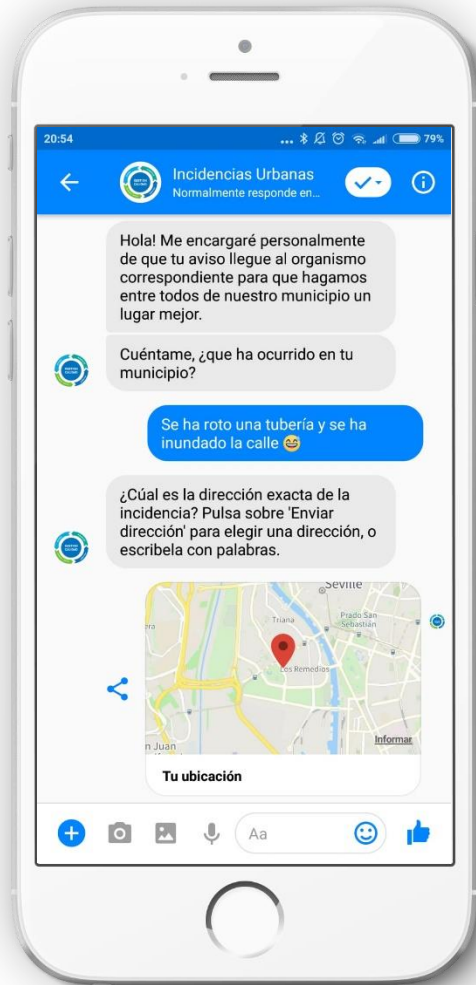 20:54
79%
Incidencias Urbanas
Normalmente responde en...
Hola! Me encargaré personalmente
de que tu aviso llegue al organismo
correspondiente para que hagamos
entre todos de nuestro municipio un
lugar mejor.
Cuéntame, ¿que ha ocurrido en tu
municipio?
Se ha roto una tubería y se ha
inundado la calle 😅
¿Cúal es la dirección exacta de la
incidencia? Pulsa sobre 'Enviar
dirección' para elegir una dirección, o
escribela con palabras.
Seville
Prado San
Sebastián
Triana
Los Remedios
n Juan
Informar
Tu ubicación
Aa